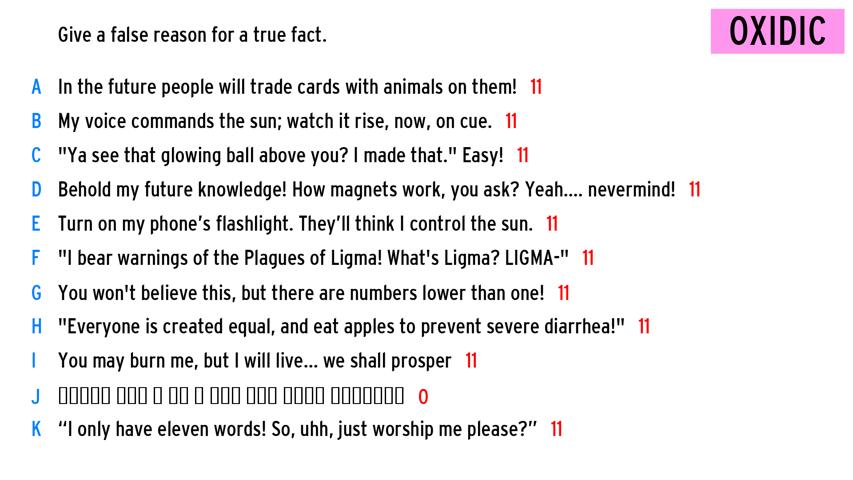 Give a false reason for a true fact.
OXIDIC
A In the future people will trade cards with animals on them! 11
B My voice commands the sun; watch it rise, now, on cue. 11
C "Ya see that glowing ball above you? I made that." Easy! 11
D Behold my future knowledge! How magnets work, you ask? Yeah.... nevermind! 11
E Turn on my phone’s flashlight. They’ll think I control the sun. 11
F "I bear warnings of the Plagues of Ligma! What's Ligma? LIGMA-" 11
G You won't believe this, but there are numbers lower than one! 11
H "Everyone is created equal, and eat apples to prevent severe diarrhea!" 11
I You may burn me, but I will live... we shall prosper 11
J 0
K “I only have eleven words! So, uhh, just worship me please?” 11